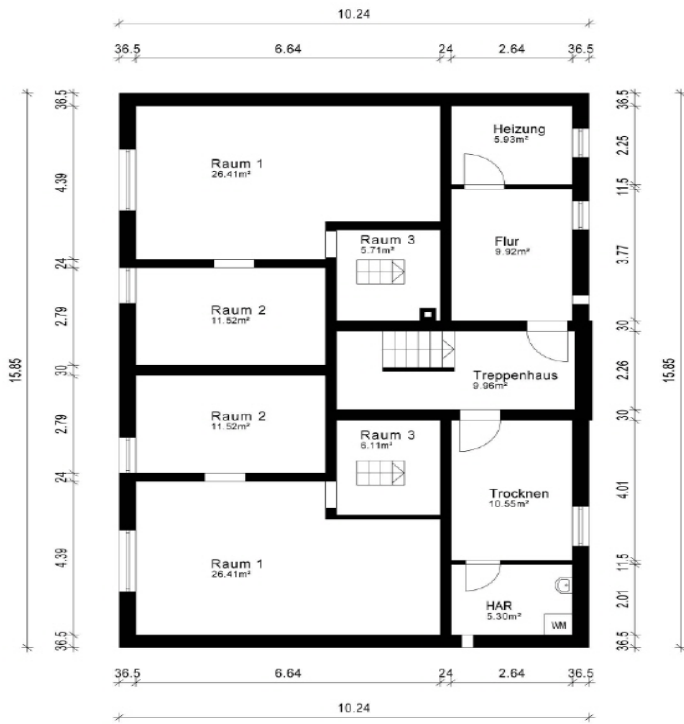 10.24
36.5 6.64 24 2.64 36.5
15.85
36.5
4.39
24
2.79
30
2.79
24
4.39
36.5
Raum 1
26.41m²
Heizung
5.93m²
Raum 3
5.71m²
Flur
9.92m²
Raum 2
11.52m²
Treppenhaus
9.96m²
Raum 2
11.52m²
Raum 3
6.11m²
Trocknen
10.55m²
Raum 1
26.41m²
HAR
5.30m²
WM
36.5
2.25
11.5
3.77
30
2.26
30
4.01
11.5
2.01
36.5
15.85
36.5 6.64 24 2.64 36.5
10.24